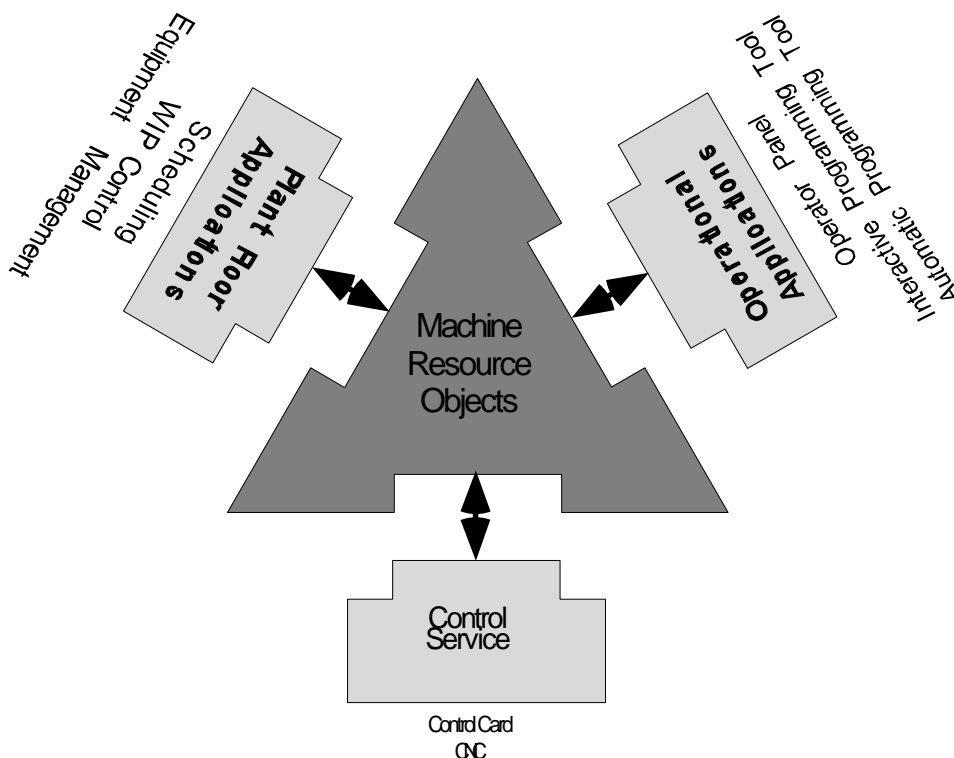 Scheduling
WIP Control
Equipment Management
Plant Floor
Applications
Operational
Applications
Operator Panel
Interactive Programming Tool
Automatic Programming Tool
Machine
Resource
Objects
Control
Service
Control Card
CNC